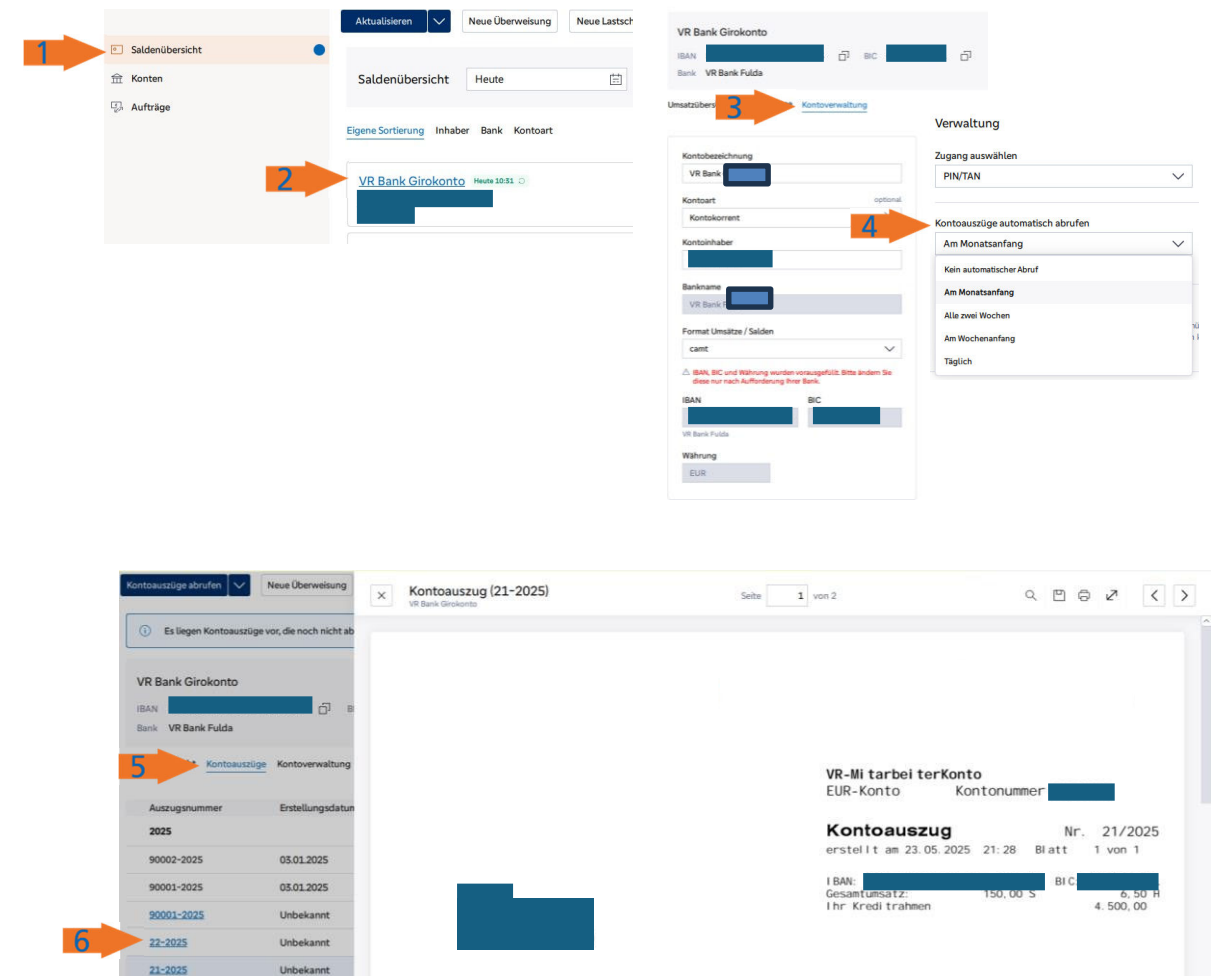 Aktualisieren
Neue Überweisung
Neue Lastsch
1
Saldenübersicht
Konten
Aufträge
Saldenübersicht
Heute
Eigene Sortierung Inhaber Bank Kontoart
2
VR Bank Girokonto Heute 10:31
VR Bank Girokonto
IBAN BIC
Bank VR Bank Fulda
Umsatzübers
3
Kontoverwaltung
Kontobezeichnung
VR Bank
Kontoart optional
Kontokorrent
Kontoinhaber
Bankname
VR Bank F
Format Umsätze / Salden
camt
IBAN, BIC und Währung wurden vorausgefüllt. Bitte ändern Sie
diese nur nach Aufforderung Ihrer Bank.
IBAN BIC
VR Bank Fulda
Währung
EUR
Verwaltung
Zugang auswählen
PIN/TAN
4
Kontoauszüge automatisch abrufen
Am Monatsanfang
Kein automatischer Abruf
Am Monatsanfang
Alle zwei Wochen
Am Wochenanfang
Täglich
Kontoauszüge abrufen
Neue Überweisung
Es liegen Kontoauszüge vor, die noch nicht ab
VR Bank Girokonto
IBAN
Bank VR Bank Fulda
5
Kontoauszüge Kontoverwaltung
Auszugsnummer Erstellungsdatum
2025
90002-2025 03.01.2025
90001-2025 03.01.2025
90001-2025 Unbekannt
6
22-2025 Unbekannt
21-2025 Unbekannt
Kontoauszug (21-2025)
VR Bank Girokonto
Seite 1 von 2
VR-MitarbeiterKonto
EUR-Konto Kontonummer
Kontoauszug Nr. 21/2025
erstellt am 23.05.2025 21:28 Blatt 1 von 1
IBAN: BIC:
Gesamtumsatz: 150,00 S 6,50 H
Ihr Kreditrahmen 4.500,00